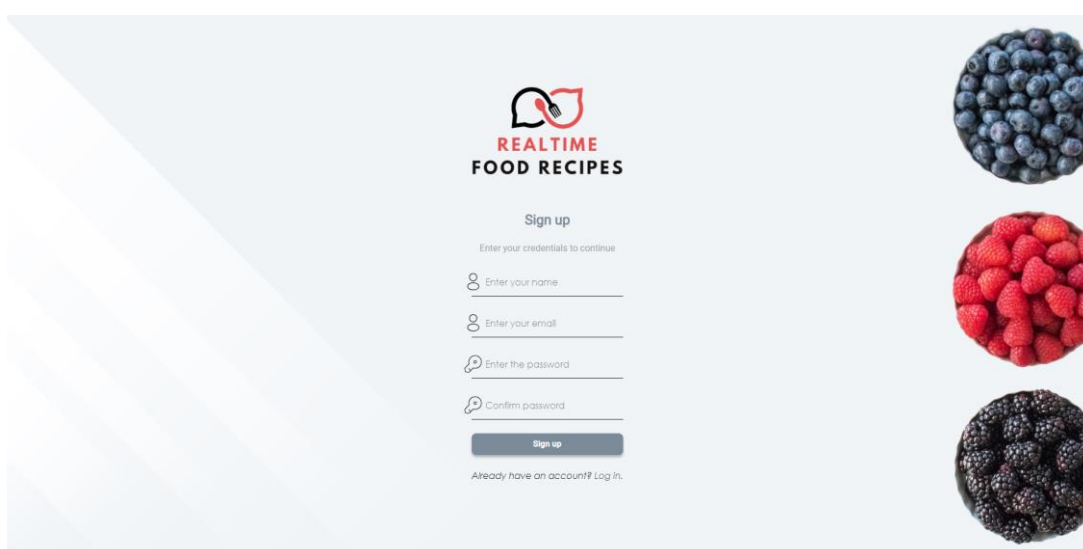 REALTIME
FOOD RECIPES
Sign up
Enter your credentials to continue
Enter your name
Enter your email
Enter the password
Confirm password
Sign up
Already have an account? Log in.